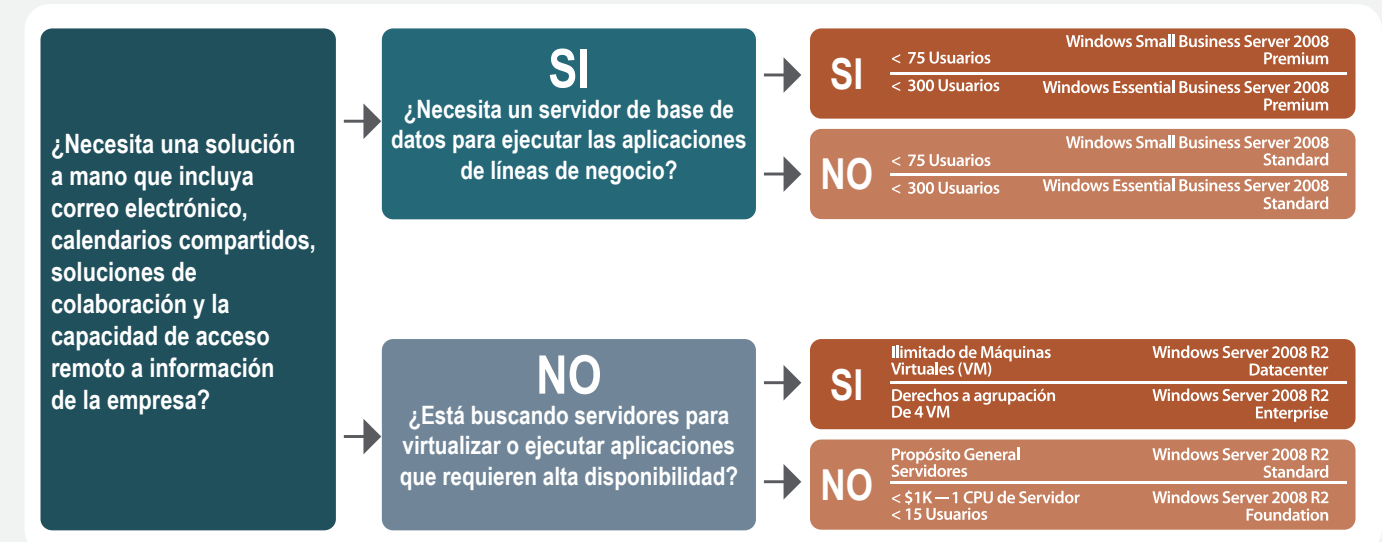 ¿Necesita una solución
a mano que incluya
correo electrónico,
calendarios compartidos,
soluciones de
colaboración y la
capacidad de acceso
remoto a información
de la empresa?
SI
¿Necesita un servidor de base de
datos para ejecutar las aplicaciones
de líneas de negocio?
SI
< 75 Usuarios
Windows Small Business Server 2008
Premium
< 300 Usuarios
Windows Essential Business Server 2008
Premium
NO
< 75 Usuarios
Windows Small Business Server 2008
Standard
< 300 Usuarios
Windows Essential Business Server 2008
Standard
NO
¿Está buscando servidores para
virtualizar o ejecutar aplicaciones
que requieren alta disponibilidad?
SI
Ilimitado de Máquinas
Virtuales (VM)
Windows Server 2008 R2
Datacenter
Derechos a agrupación
De 4 VM
Windows Server 2008 R2
Enterprise
NO
Propósito General
Servidores
Windows Server 2008 R2
Standard
< $1K — 1 CPU de Servidor
< 15 Usuarios
Windows Server 2008 R2
Foundation